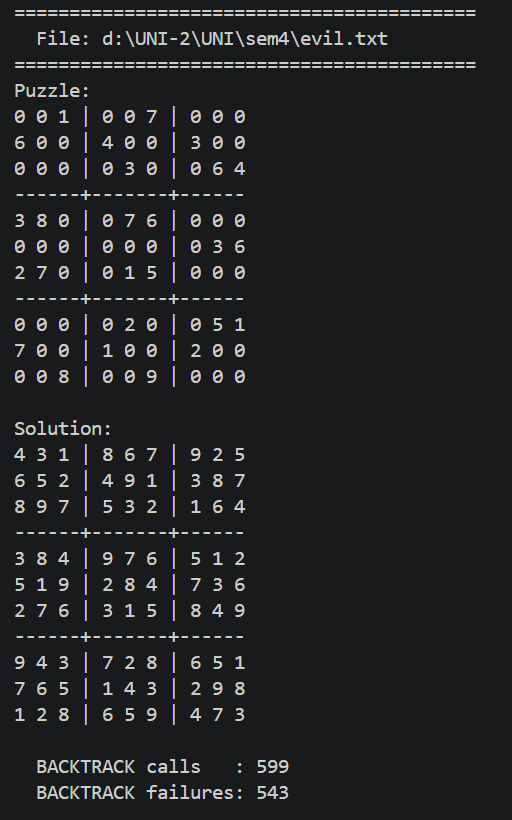 ==========================================
File: d:\UNI-2\UNI\sem4\evil.txt
==========================================
Puzzle:
0 0 1 | 0 0 7 | 0 0 0
6 0 0 | 4 0 0 | 3 0 0
0 0 0 | 0 3 0 | 0 6 4
------+-------+------
3 8 0 | 0 7 6 | 0 0 0
0 0 0 | 0 0 0 | 0 3 6
2 7 0 | 0 1 5 | 0 0 0
------+-------+------
0 0 0 | 0 2 0 | 0 5 1
7 0 0 | 1 0 0 | 2 0 0
0 0 8 | 0 0 9 | 0 0 0
Solution:
4 3 1 | 8 6 7 | 9 2 5
6 5 2 | 4 9 1 | 3 8 7
8 9 7 | 5 3 2 | 1 6 4
------+-------+------
3 8 4 | 9 7 6 | 5 1 2
5 1 9 | 2 8 4 | 7 3 6
2 7 6 | 3 1 5 | 8 4 9
------+-------+------
9 4 3 | 7 2 8 | 6 5 1
7 6 5 | 1 4 3 | 2 9 8
1 2 8 | 6 5 9 | 4 7 3
BACKTRACK calls   : 599
BACKTRACK failures: 543